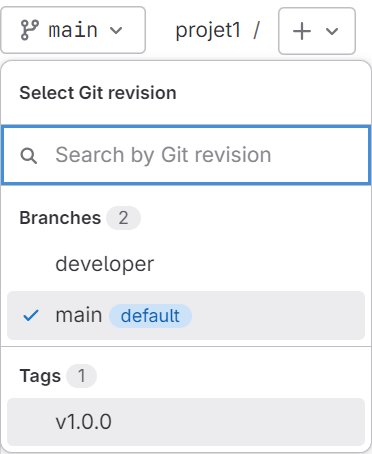 main projet1 / +
Select Git revision
Search by Git revision
Branches 2
developer
main default
Tags 1
v1.0.0